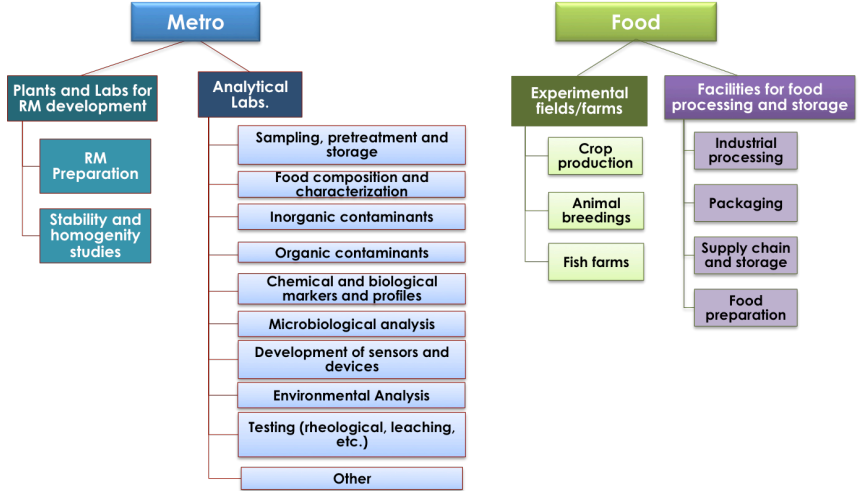 Metro
Plants and Labs for
RM development
RM
Preparation
Stability and
homogenity
studies
Analytical
Labs.
Sampling, pretreatment and
storage
Food composition and
characterization
Inorganic contaminants
Organic contaminants
Chemical and biological
markers and profiles
Microbiological analysis
Development of sensors and
devices
Environmental Analysis
Testing (rheological, leaching,
etc.)
Other
Food
Experimental
fields/farms
Crop
production
Animal
breedings
Fish farms
Facilities for food
processing and storage
Industrial
processing
Packaging
Supply chain
and storage
Food
preparation